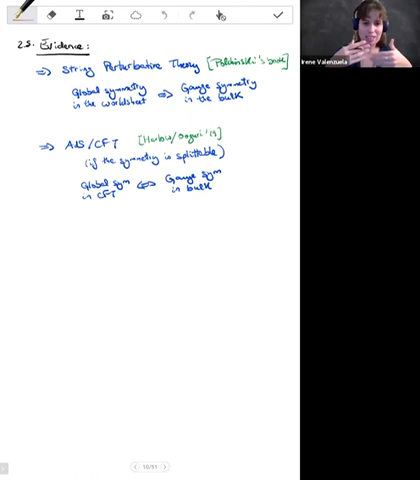 2.5. Evidence:
⇒ String Perturbative Theory [Polchinski's book]
Global symmetry in the worldsheet ⇒ Gauge symmetry in the bulk
⇒ AdS/CFT [Harlow/Ooguri '18]
(if the symmetry is splittable)
Global sym in CFT ⇔ Gauge sym in bulk
Irene Valenzuela
10/51